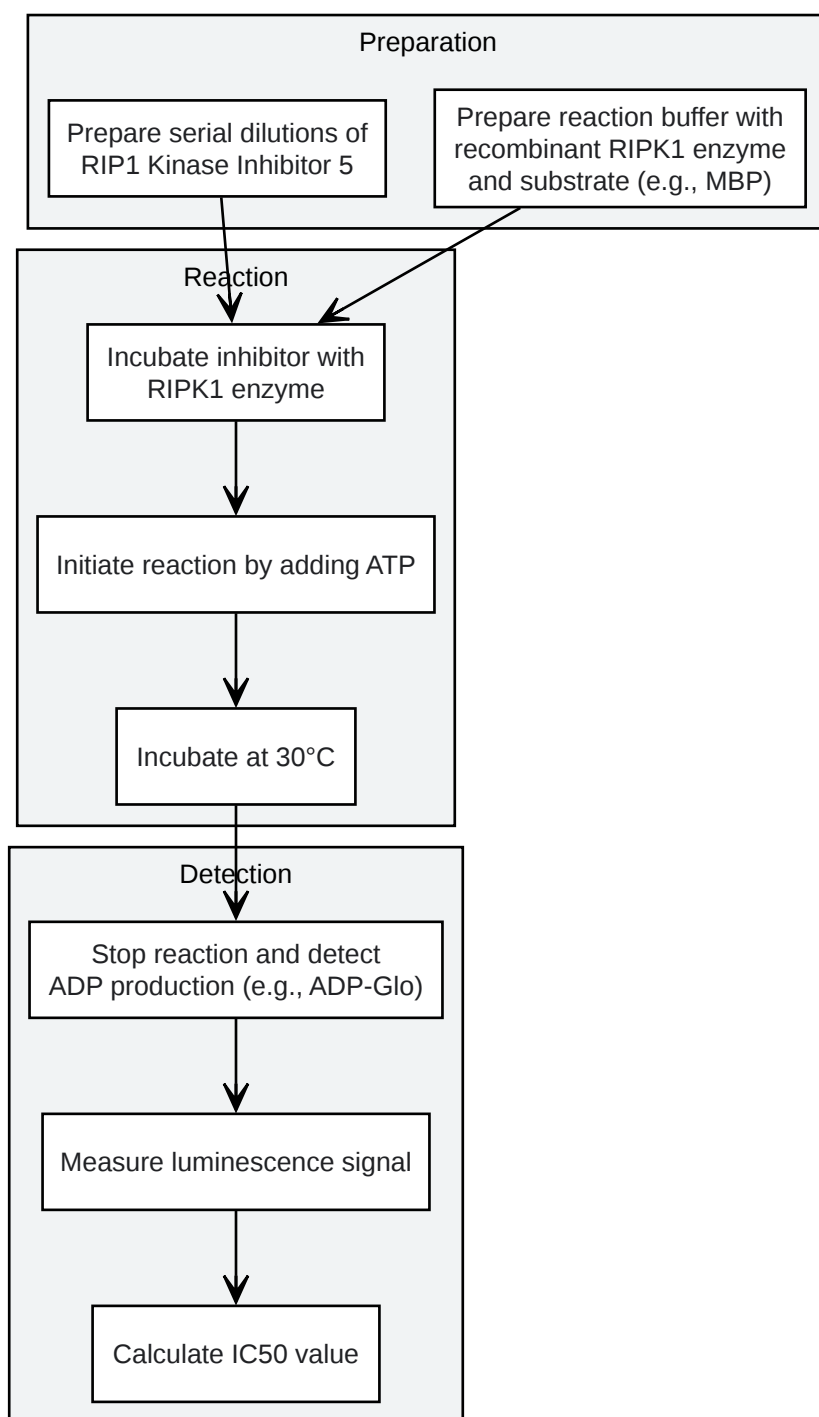 Preparation
Prepare serial dilutions of
RIP1 Kinase Inhibitor 5
Prepare reaction buffer with
recombinant RIPK1 enzyme
and substrate (e.g., MBP)
Reaction
Incubate inhibitor with
RIPK1 enzyme
Initiate reaction by adding ATP
Incubate at 30°C
Detection
Stop reaction and detect
ADP production (e.g., ADP-Glo)
Measure luminescence signal
Calculate IC50 value